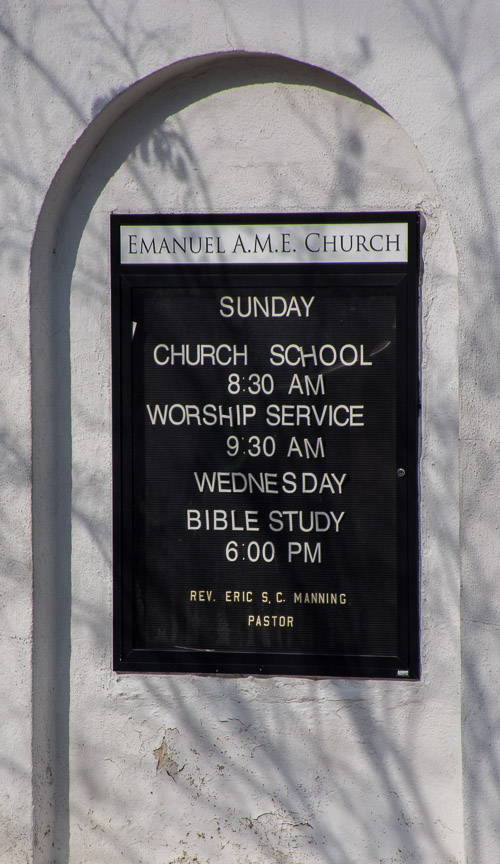 EMANUEL A.M.E. CHURCH
SUNDAY
CHURCH SCHOOL
8:30 AM
WORSHIP SERVICE
9:30 AM
WEDNESDAY
BIBLE STUDY
6:00 PM
REV. ERIC S. C. MANNING
PASTOR